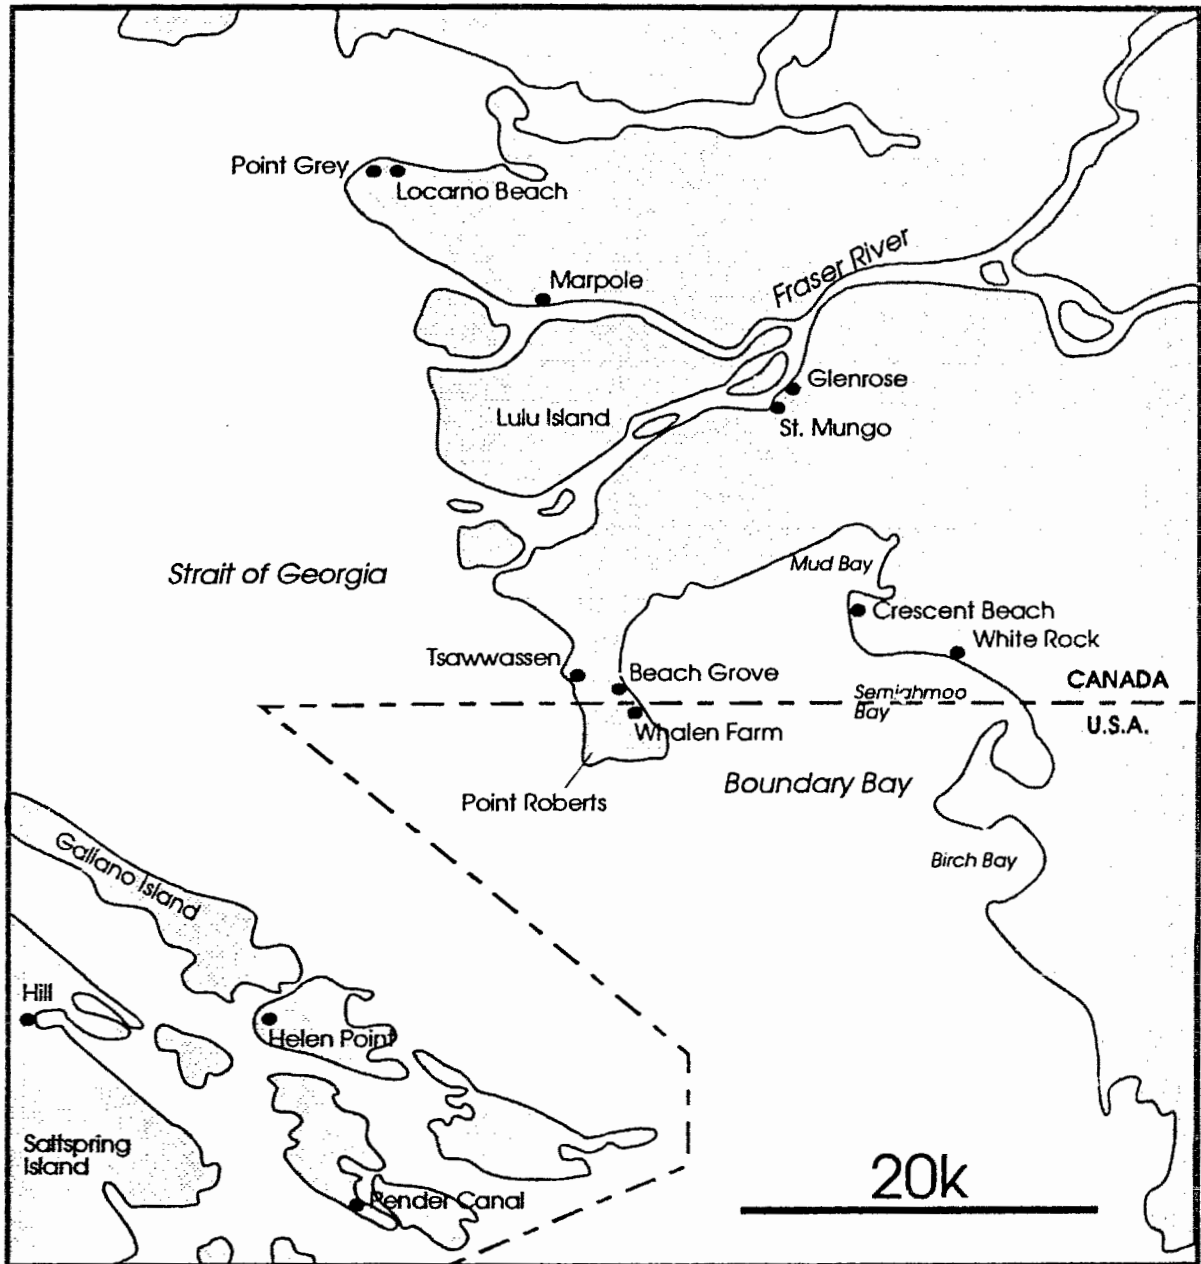 Point Grey
Locarno Beach
Marpole
Fraser River
Glenrose
Lulu Island
St. Mungo
Strait of Georgia
Mud Bay
Crescent Beach
White Rock
Tsawwassen
Beach Grove
CANADA
Semiahmoo
Bay
U.S.A.
Whalen Farm
Boundary Bay
Point Roberts
Birch Bay
Galiano Island
Hill
Helen Point
Saltspring
Island
20k
Pender Canal